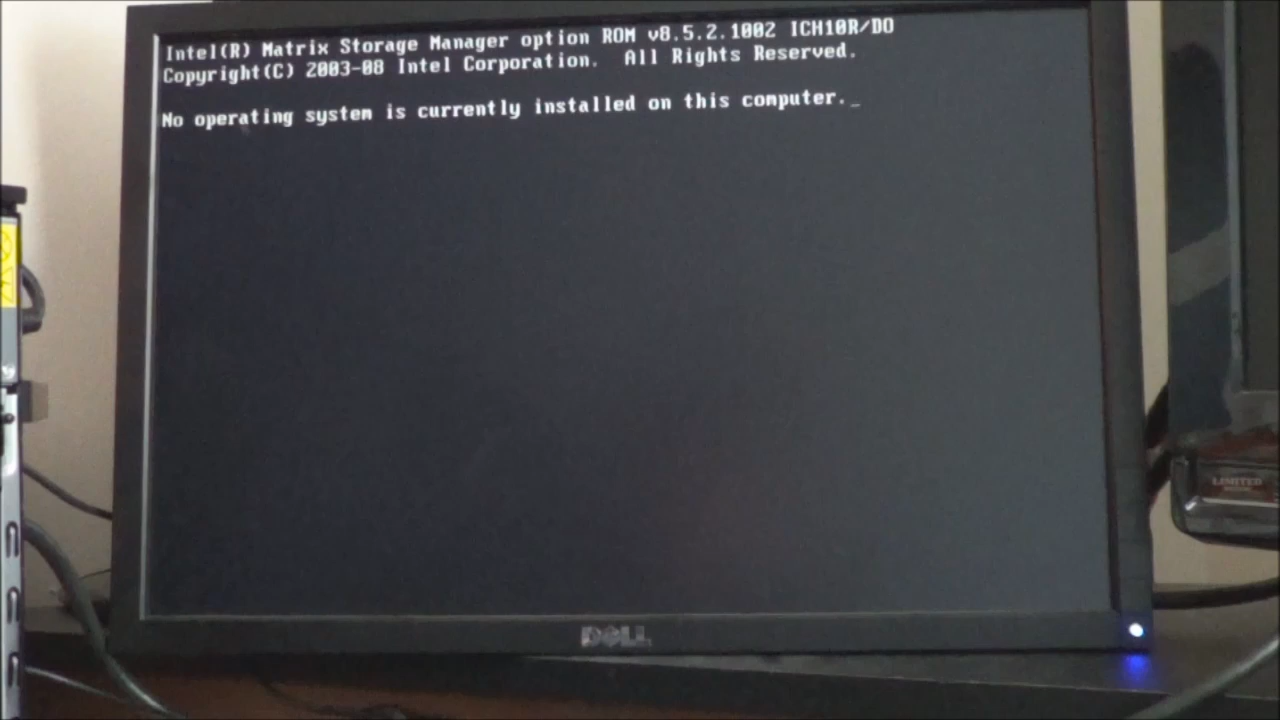 Intel(R) Matrix Storage Manager option ROM v8.5.2.1002 ICH10R/DO
Copyright(C) 2003-08 Intel Corporation.  All Rights Reserved.
No operating system is currently installed on this computer._
DELL
LIMITED